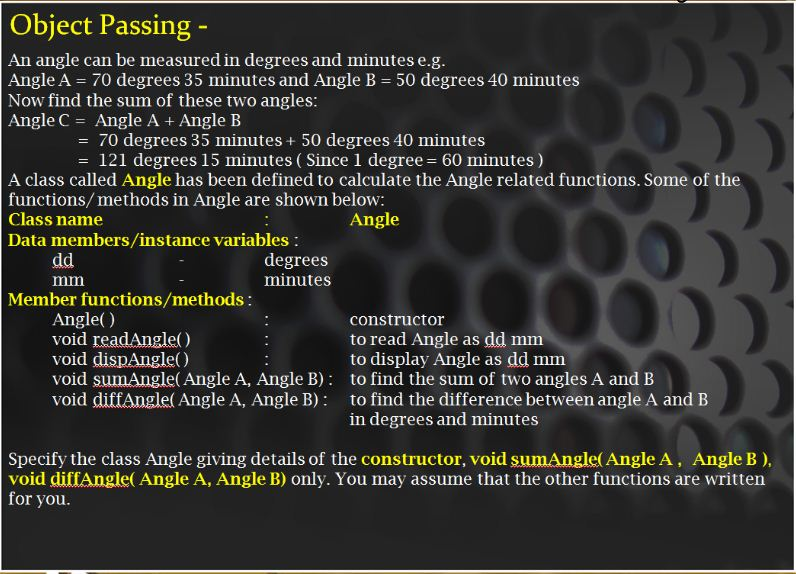 Object Passing -
An angle can be measured in degrees and minutes e.g.
Angle A = 70 degrees 35 minutes and Angle B = 50 degrees 40 minutes
Now find the sum of these two angles:
Angle C = Angle A + Angle B
= 70 degrees 35 minutes + 50 degrees 40 minutes
= 121 degrees 15 minutes ( Since 1 degree = 60 minutes )
A class called Angle has been defined to calculate the Angle related functions. Some of the
functions/methods in Angle are shown below:
Class name : Angle
Data members/instance variables :
dd - degrees
mm - minutes
Member functions/methods :
Angle( ) : constructor
void readAngle( ) : to read Angle as dd mm
void dispAngle( ) : to display Angle as dd mm
void sumAngle( Angle A, Angle B) : to find the sum of two angles A and B
void diffAngle( Angle A, Angle B) : to find the difference between angle A and B
in degrees and minutes
Specify the class Angle giving details of the constructor, void sumAngle( Angle A , Angle B ),
void diffAngle( Angle A, Angle B) only. You may assume that the other functions are written
for you.